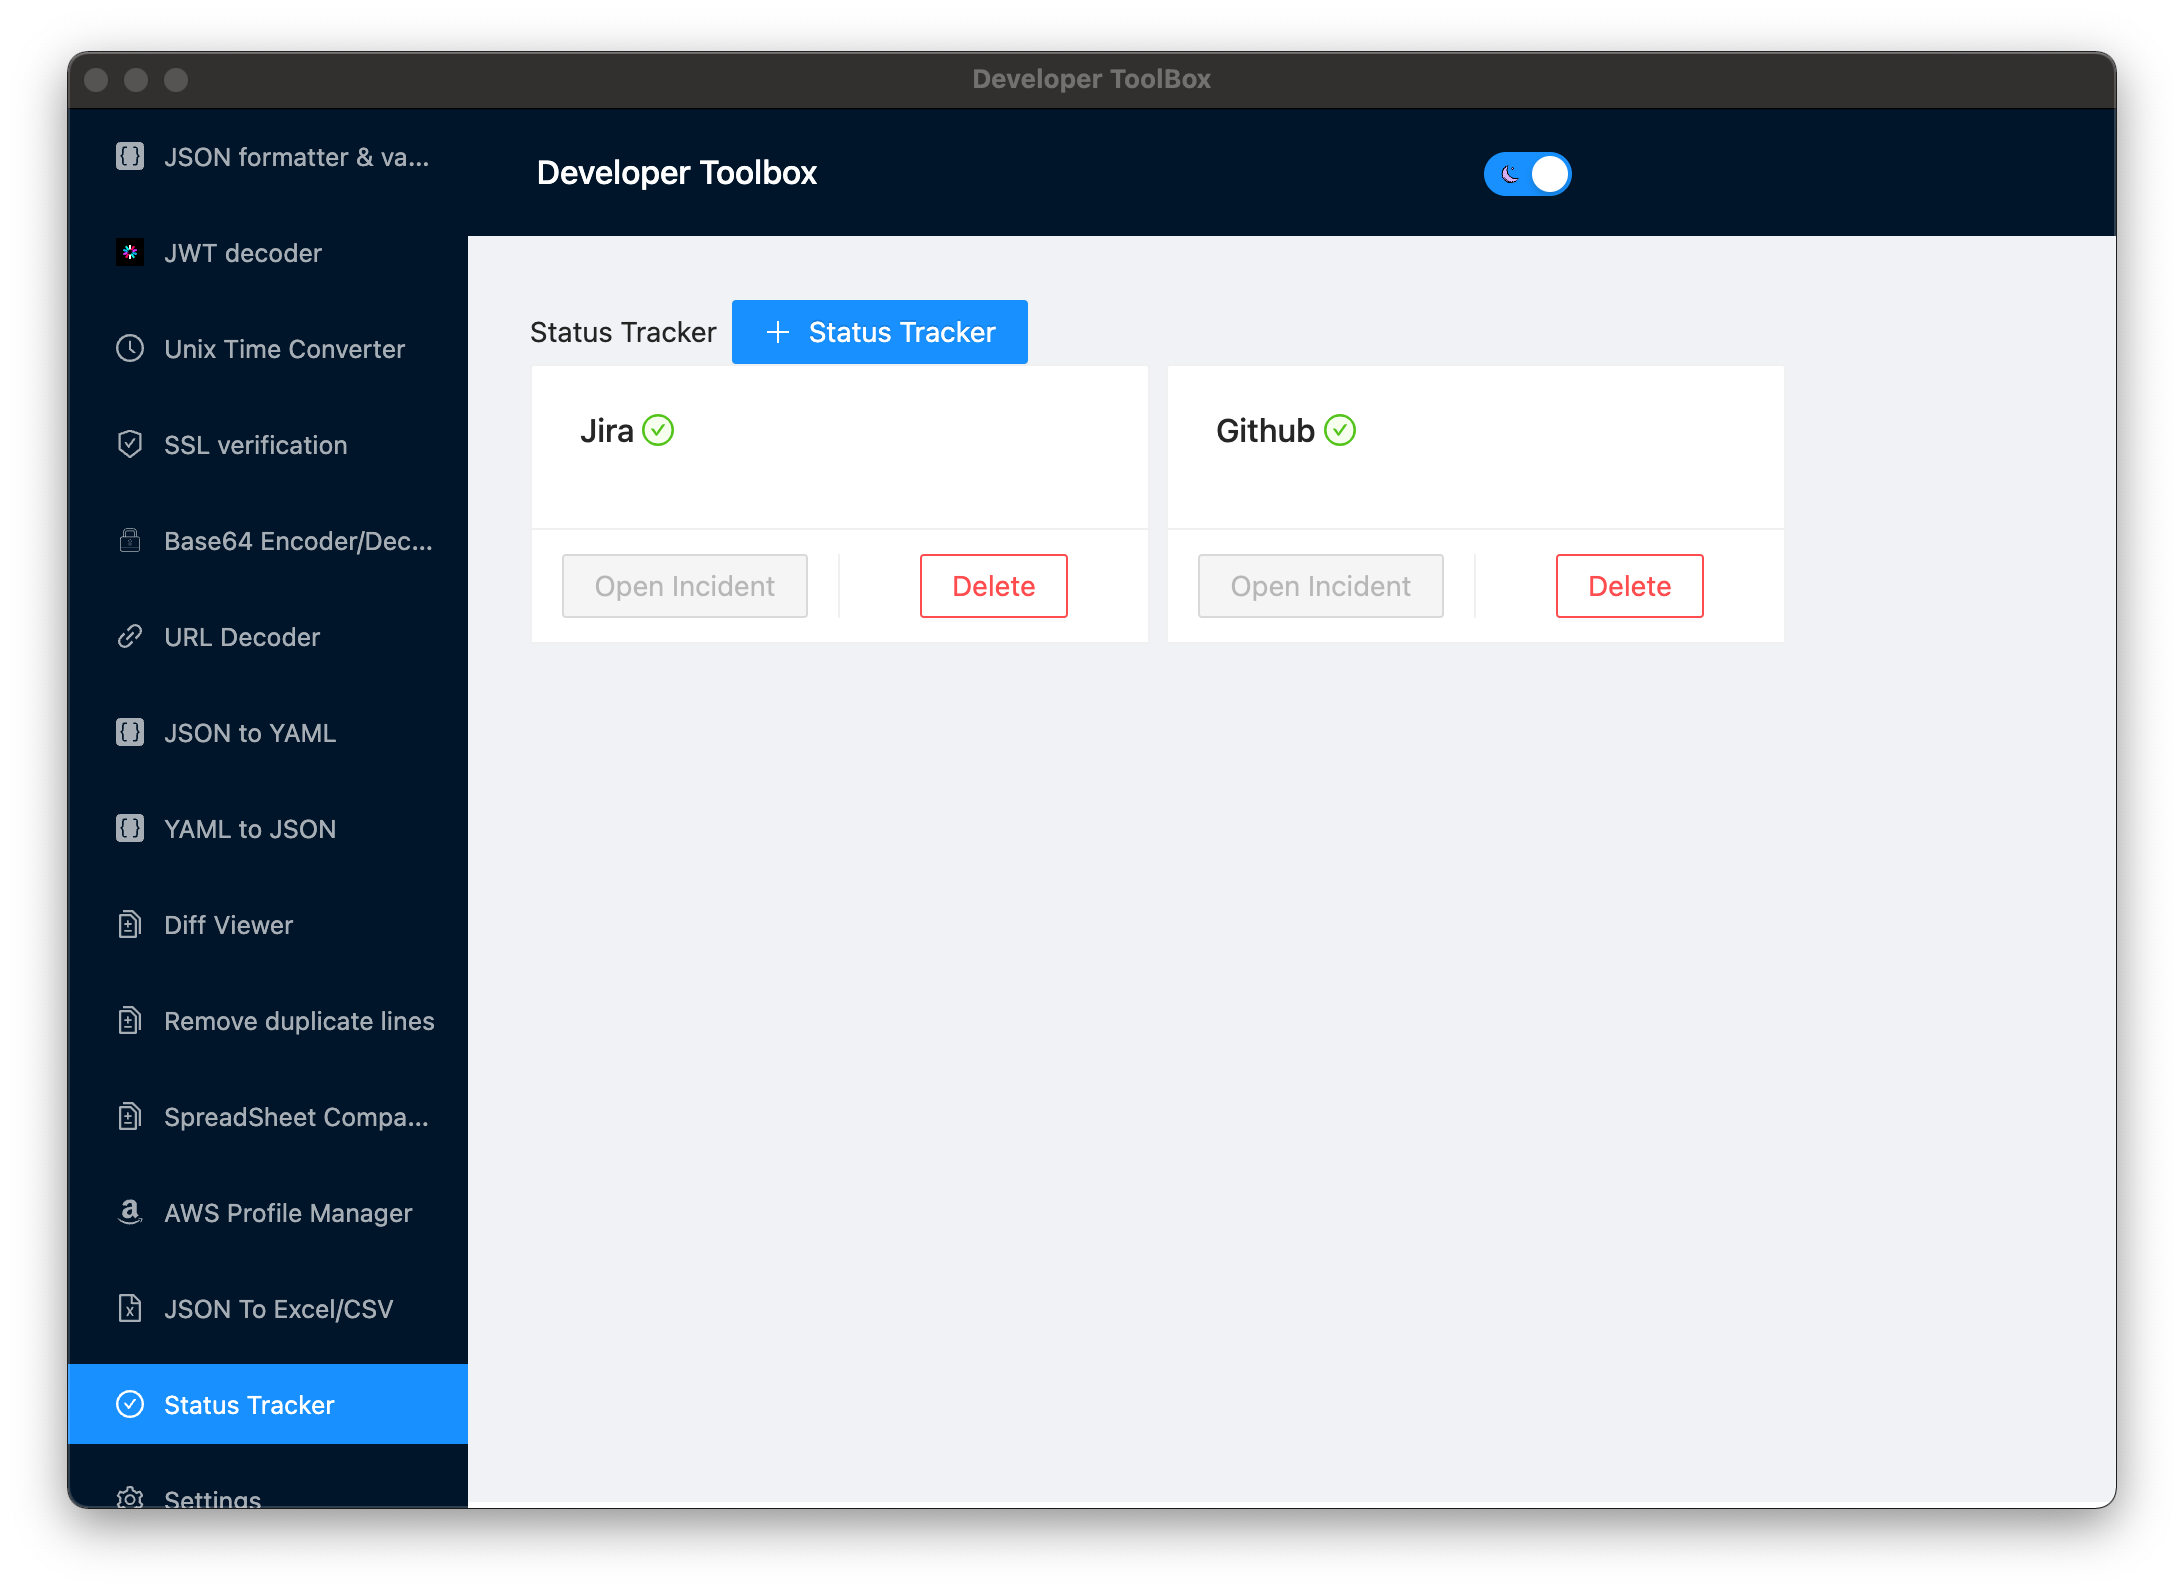 Developer ToolBox
JSON formatter & va...
JWT decoder
Unix Time Converter
SSL verification
Base64 Encoder/Dec...
URL Decoder
JSON to YAML
YAML to JSON
Diff Viewer
Remove duplicate lines
SpreadSheet Compa...
AWS Profile Manager
JSON To Excel/CSV
Status Tracker
Settings
Developer Toolbox
Status Tracker
Status Tracker
Jira
Open Incident
Delete
Github
Open Incident
Delete